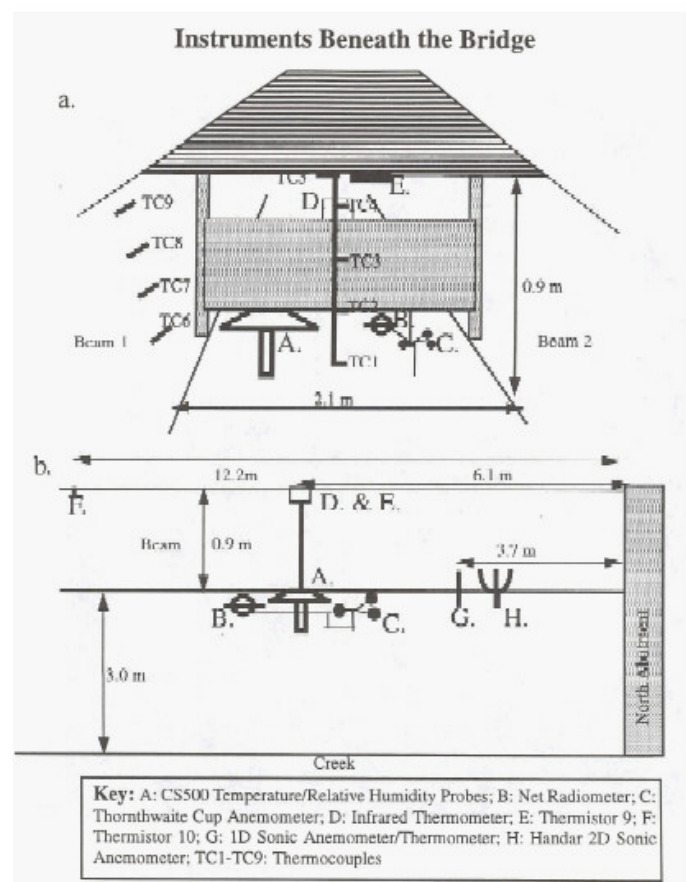 Instruments Beneath the Bridge
a.
E.
TC9
D
TC8
TC3
TC7
0.9 m
TC6
B.
Beam 1
A.
C.
Beam 2
TC1
2.1 m
b.
12.2m
6.1 m
F.
D. & E.
Beam
0.9 m
3.7 m
A.
B.
C.
G.
H.
North Abutment
3.0 m
Creek
Key: A: CS500 Temperature/Relative Humidity Probes; B: Net Radiometer; C:
Thornthwaite Cup Anemometer; D: Infrared Thermometer; E: Thermistor 9; F:
Thermistor 10; G: 1D Sonic Anemometer/Thermometer; H: Handar 2D Sonic
Anemometer; TC1-TC9: Thermocouples